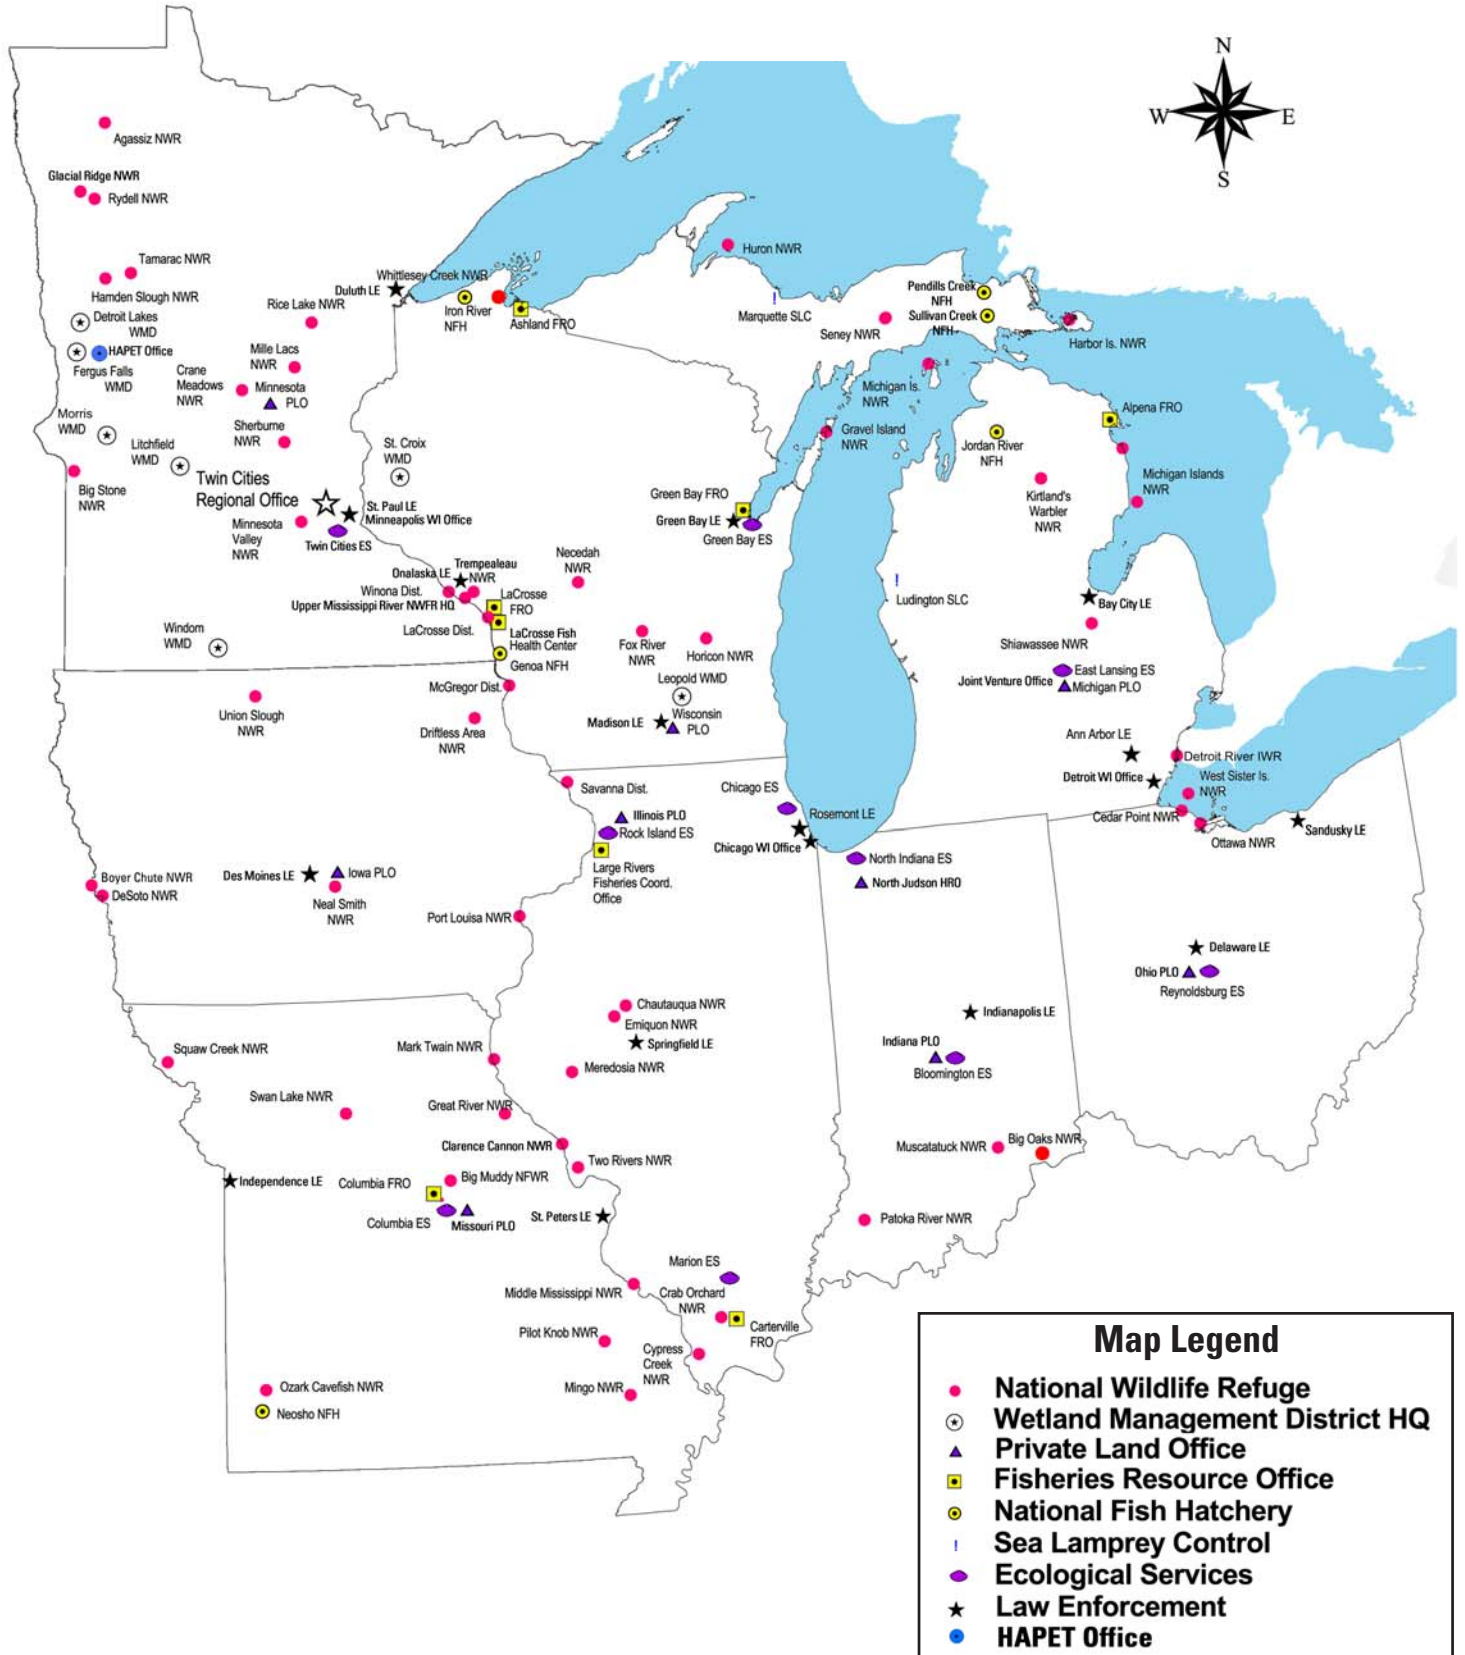 N
W
E
S
Agassiz NWR
Glacial Ridge NWR
Rydell NWR
Tamarac NWR
Hamden Slough NWR
Detroit Lakes
WMD
HAPET Office
Fergus Falls
WMD
Rice Lake NWR
Mille Lacs
NWR
Crane
Meadows
NWR
Minnesota
PLO
Morris
WMD
Sherburne
NWR
Litchfield
WMD
Big Stone
NWR
Twin Cities
Regional Office
St. Croix
WMD
St. Paul LE
Minneapolis WI Office
Minnesota
Valley
NWR
Twin Cities ES
Windom
WMD
Duluth LE
Whittlesey Creek NWR
Iron River
NFH
Ashland FRO
Huron NWR
Marquette SLC
Seney NWR
Pendills Creek
NFH
Sullivan Creek
NFH
Harbor Is. NWR
Michigan Is.
NWR
Gravel Island
NWR
Alpena FRO
Jordan River
NFH
Michigan Islands
NWR
Kirtland's
Warbler
NWR
Green Bay FRO
Green Bay LE
Green Bay ES
Necedah
NWR
Trempealeau
NWR
Onalaska LE
Winona Dist.
Upper Mississippi River NWFR HQ
LaCrosse
FRO
LaCrosse Dist.
LaCrosse Fish
Health Center
Genoa NFH
Fox River
NWR
Horicon NWR
Leopold WMD
Wisconsin
PLO
Madison LE
McGregor Dist.
Driftless Area
NWR
Union Slough
NWR
Ludington SLC
Bay City LE
Shiawassee NWR
East Lansing ES
Joint Venture Office
Michigan PLO
Ann Arbor LE
Detroit River IWR
Detroit WI Office
West Sister Is.
NWR
Cedar Point NWR
Ottawa NWR
Sandusky LE
Savanna Dist.
Illinois PLO
Rock Island ES
Large Rivers
Fisheries Coord.
Office
Chicago ES
Rosemont LE
Chicago WI Office
North Indiana ES
North Judson HRO
Boyer Chute NWR
DeSoto NWR
Des Moines LE
Iowa PLO
Neal Smith
NWR
Port Louisa NWR
Delaware LE
Ohio PLO
Reynoldsburg ES
Chautauqua NWR
Emiquon NWR
Springfield LE
Meredosia NWR
Indianapolis LE
Indiana PLO
Bloomington ES
Squaw Creek NWR
Mark Twain NWR
Swan Lake NWR
Great River NWR
Clarence Cannon NWR
Two Rivers NWR
Muscatatuck NWR
Big Oaks NWR
Independence LE
Columbia FRO
Big Muddy NFWR
Columbia ES
Missouri PLO
St. Peters LE
Patoka River NWR
Marion ES
Middle Mississippi NWR
Crab Orchard
NWR
Carterville
FRO
Pilot Knob NWR
Cypress
Creek
NWR
Mingo NWR
Ozark Cavefish NWR
Neosho NFH
Map Legend
National Wildlife Refuge
Wetland Management District HQ
Private Land Office
Fisheries Resource Office
National Fish Hatchery
! Sea Lamprey Control
Ecological Services
Law Enforcement
HAPET Office